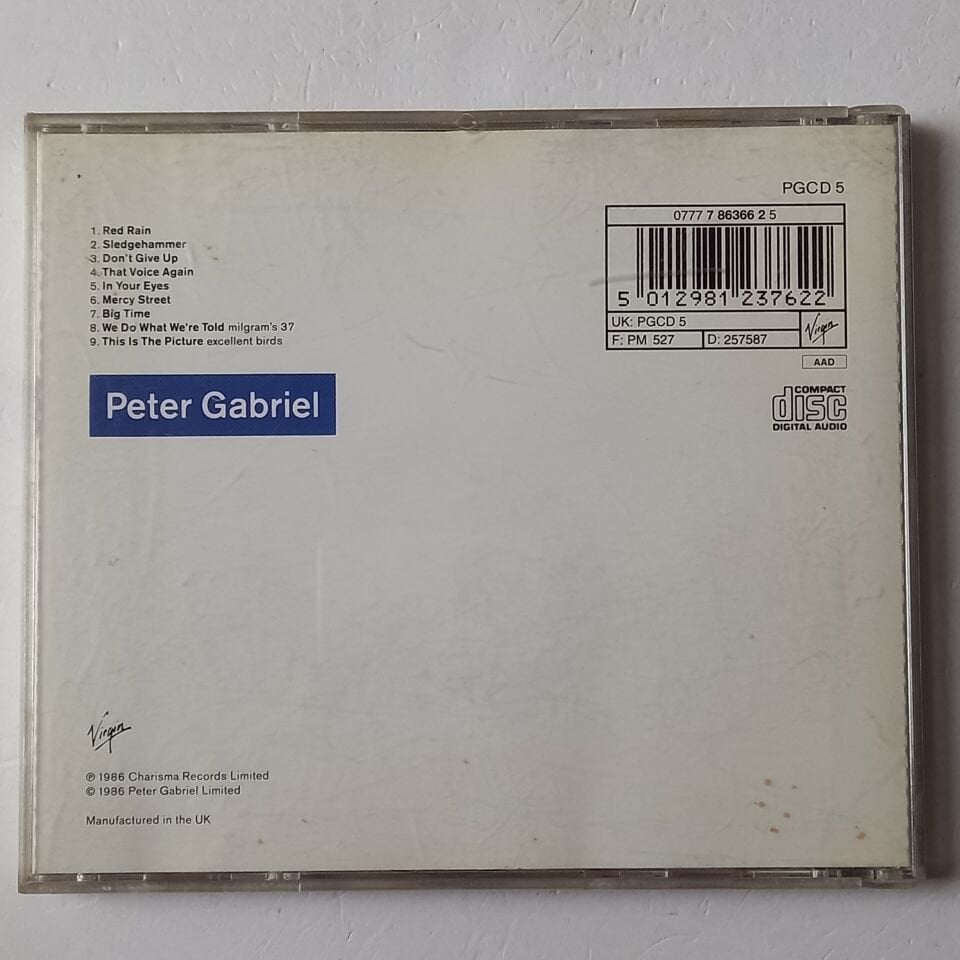 PGCD 5
0777 7 86366 2 5
5 012981 237622
UK: PGCD 5
F: PM 527 D: 257587
Virgin
AAD
COMPACT
disc
DIGITAL AUDIO
1. Red Rain
2. Sledgehammer
3. Don't Give Up
4. That Voice Again
5. In Your Eyes
6. Mercy Street
7. Big Time
8. We Do What We're Told milgram's 37
9. This Is The Picture excellent birds
Peter Gabriel
Virgin
℗ 1986 Charisma Records Limited
© 1986 Peter Gabriel Limited
Manufactured in the UK